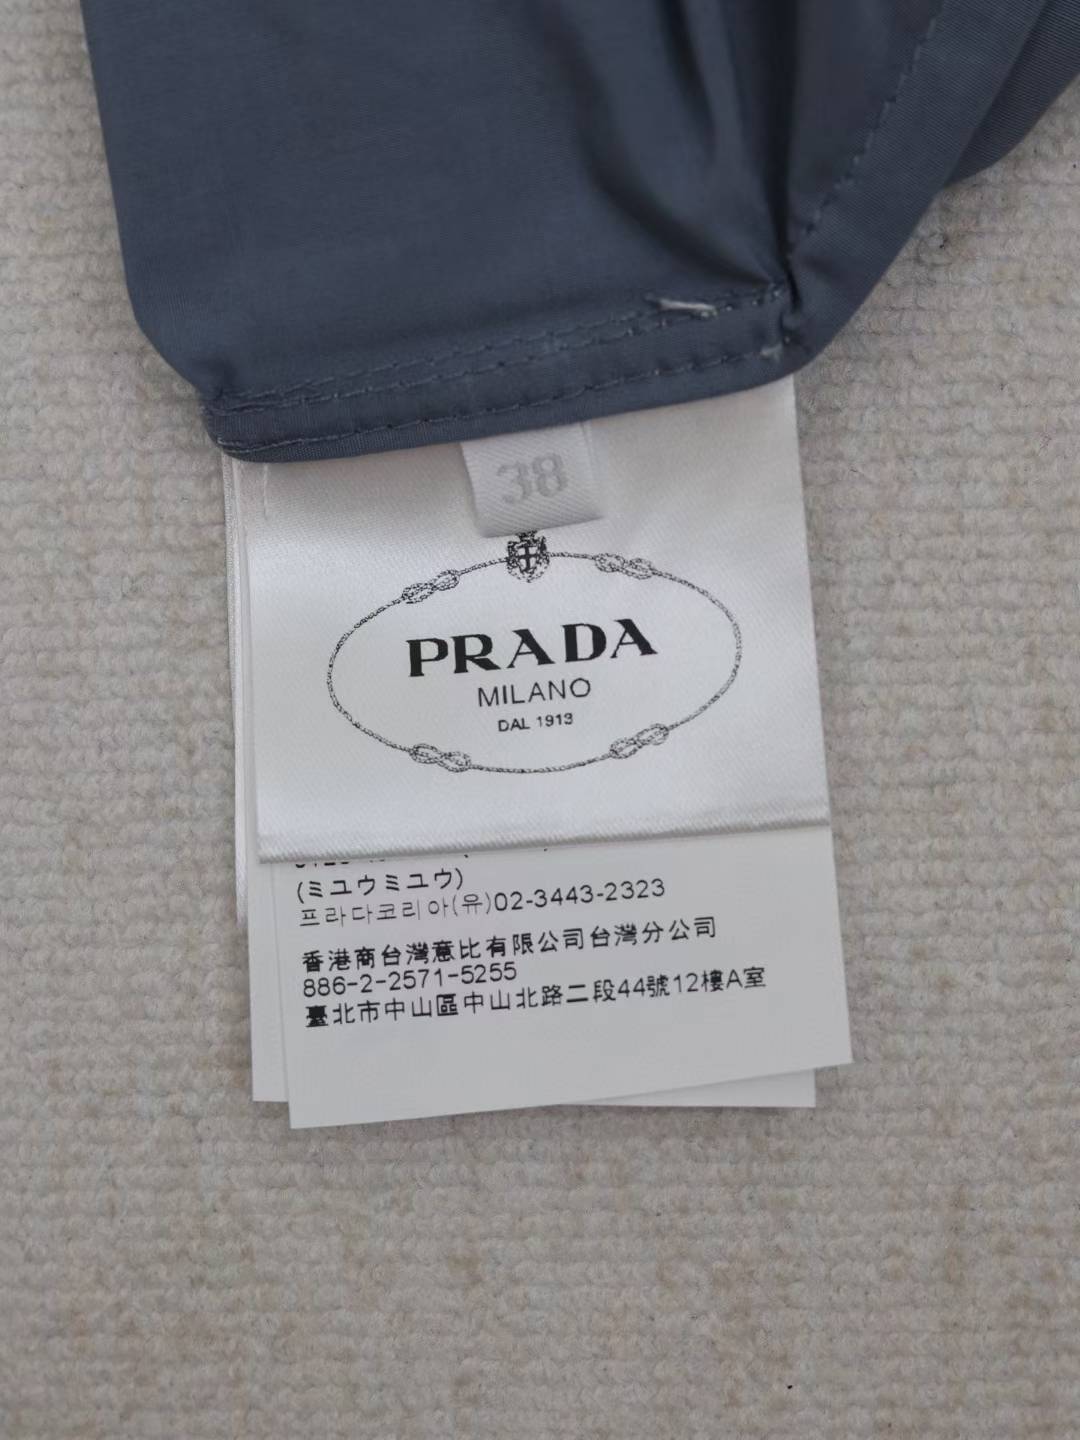 38
PRADA
MILANO
DAL 1913
(ミュウミュウ)
프라다코리아(유)02-3443-2323
香港商台灣意比有限公司台灣分公司
886-2-2571-5255
臺北市中山區中山北路二段44號12樓A室